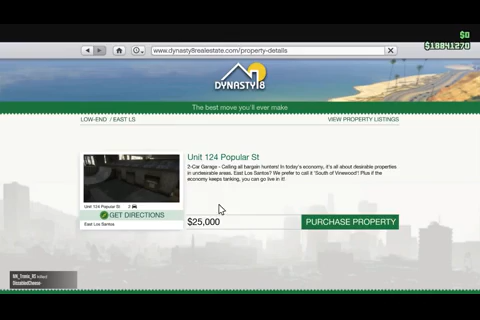 $0
$18841270
www.dynasty8realestate.com/property-details
DYNASTY8
The best move you'll ever make
LOW-END / EAST LS
VIEW PROPERTY LISTINGS
Unit 124 Popular St
2-Car Garage - Calling all bargain hunters! In today's economy, it's all about desirable properties
in undesirable areas. East Los Santos? We prefer to call it 'South of Vinewood'! Plus if the
economy keeps tanking, you can go live in it!
Unit 124 Popular St 2
GET DIRECTIONS
East Los Santos
$25,000
PURCHASE PROPERTY
killed